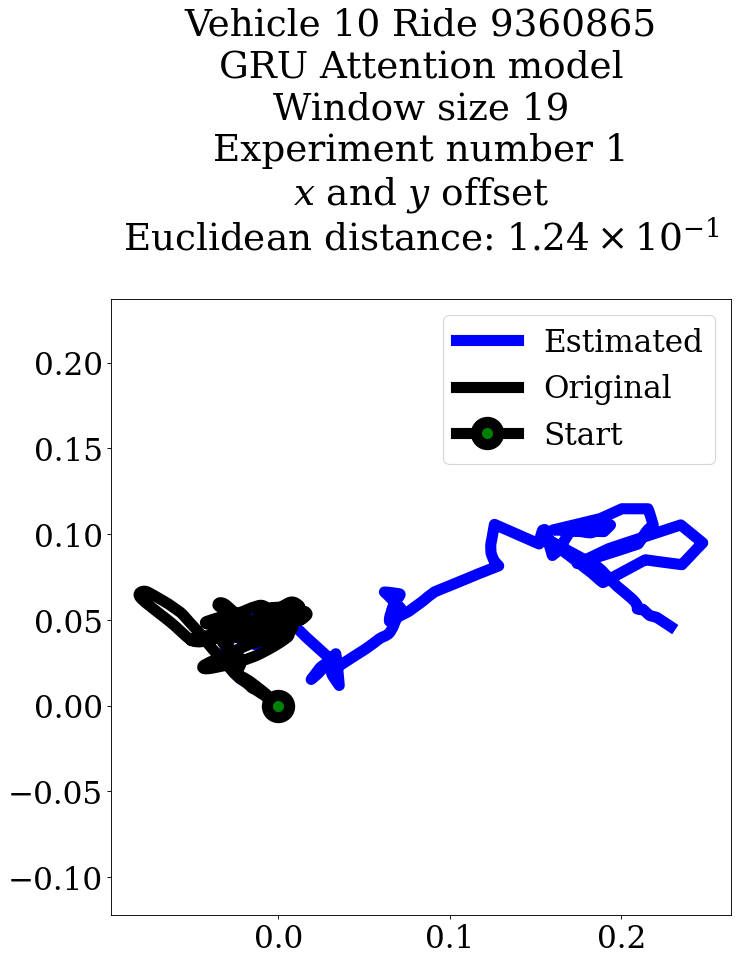 Vehicle 10 Ride 9360865
GRU Attention model
Window size 19
Experiment number 1
x and y offset
Euclidean distance: 1.24 × 10⁻¹
Estimated
Original
Start
0.20
0.15
0.10
0.05
0.00
−0.05
−0.10
0.0 0.1 0.2